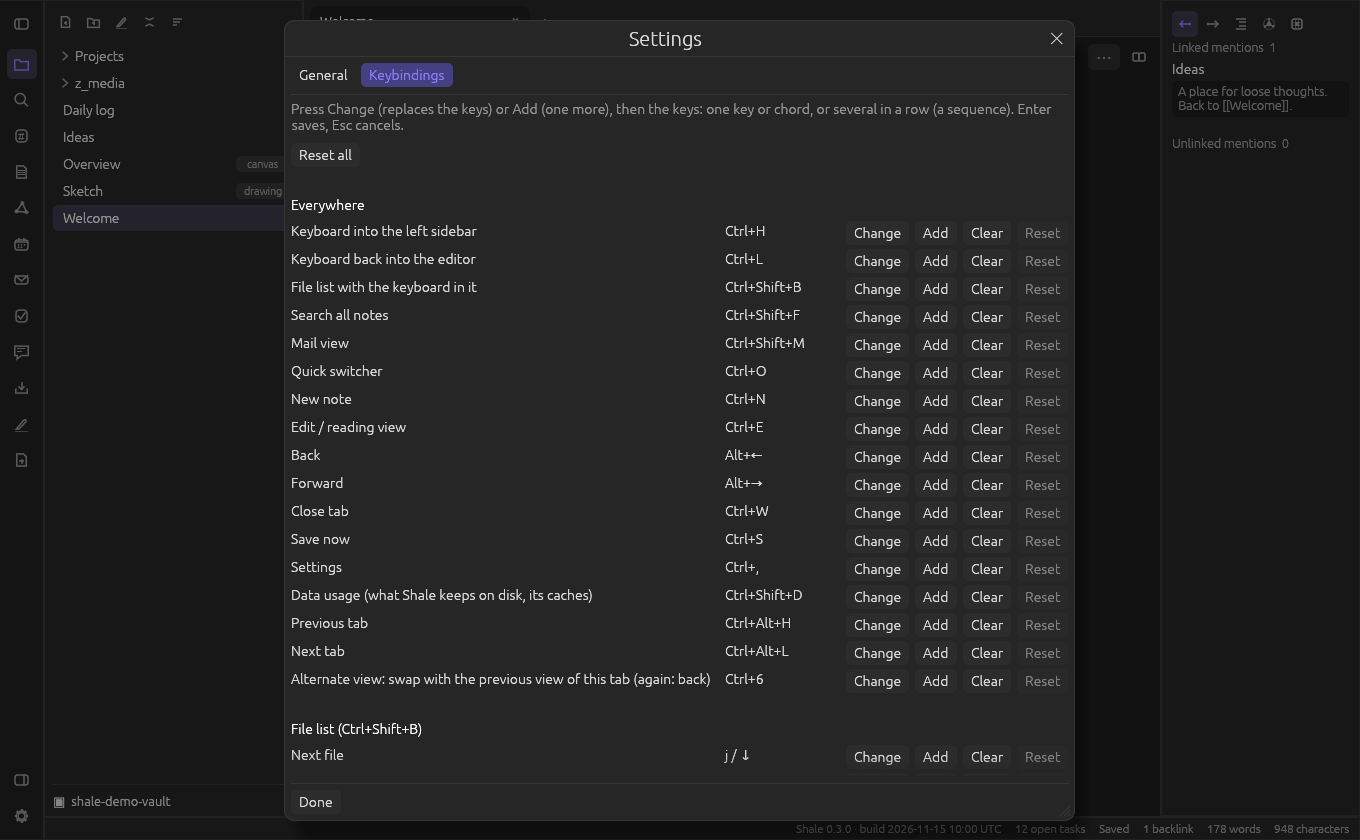 Welcome
Settings
General Keybindings
Press Change (replaces the keys) or Add (one more), then the keys: one key or chord, or several in a row (a sequence). Enter
saves, Esc cancels.
Reset all
Everywhere
Keyboard into the left sidebar Ctrl+H Change Add Clear Reset
Keyboard back into the editor Ctrl+L Change Add Clear Reset
File list with the keyboard in it Ctrl+Shift+B Change Add Clear Reset
Search all notes Ctrl+Shift+F Change Add Clear Reset
Mail view Ctrl+Shift+M Change Add Clear Reset
Quick switcher Ctrl+O Change Add Clear Reset
New note Ctrl+N Change Add Clear Reset
Edit / reading view Ctrl+E Change Add Clear Reset
Back Alt+← Change Add Clear Reset
Forward Alt+→ Change Add Clear Reset
Close tab Ctrl+W Change Add Clear Reset
Save now Ctrl+S Change Add Clear Reset
Settings Ctrl+, Change Add Clear Reset
Data usage (what Shale keeps on disk, its caches) Ctrl+Shift+D Change Add Clear Reset
Previous tab Ctrl+Alt+H Change Add Clear Reset
Next tab Ctrl+Alt+L Change Add Clear Reset
Alternate view: swap with the previous view of this tab (again: back) Ctrl+6 Change Add Clear Reset
File list (Ctrl+Shift+B)
Next file j / ↓ Change Add Clear Reset
Done
Projects
z_media
Daily log
Ideas
Overview canvas
Sketch drawing
Welcome
shale-demo-vault
Linked mentions 1
Ideas
A place for loose thoughts.
Back to [[Welcome]].
Unlinked mentions 0
Shale 0.3.0 · build 2026-11-15 10:00 UTC 12 open tasks Saved 1 backlink 178 words 948 characters